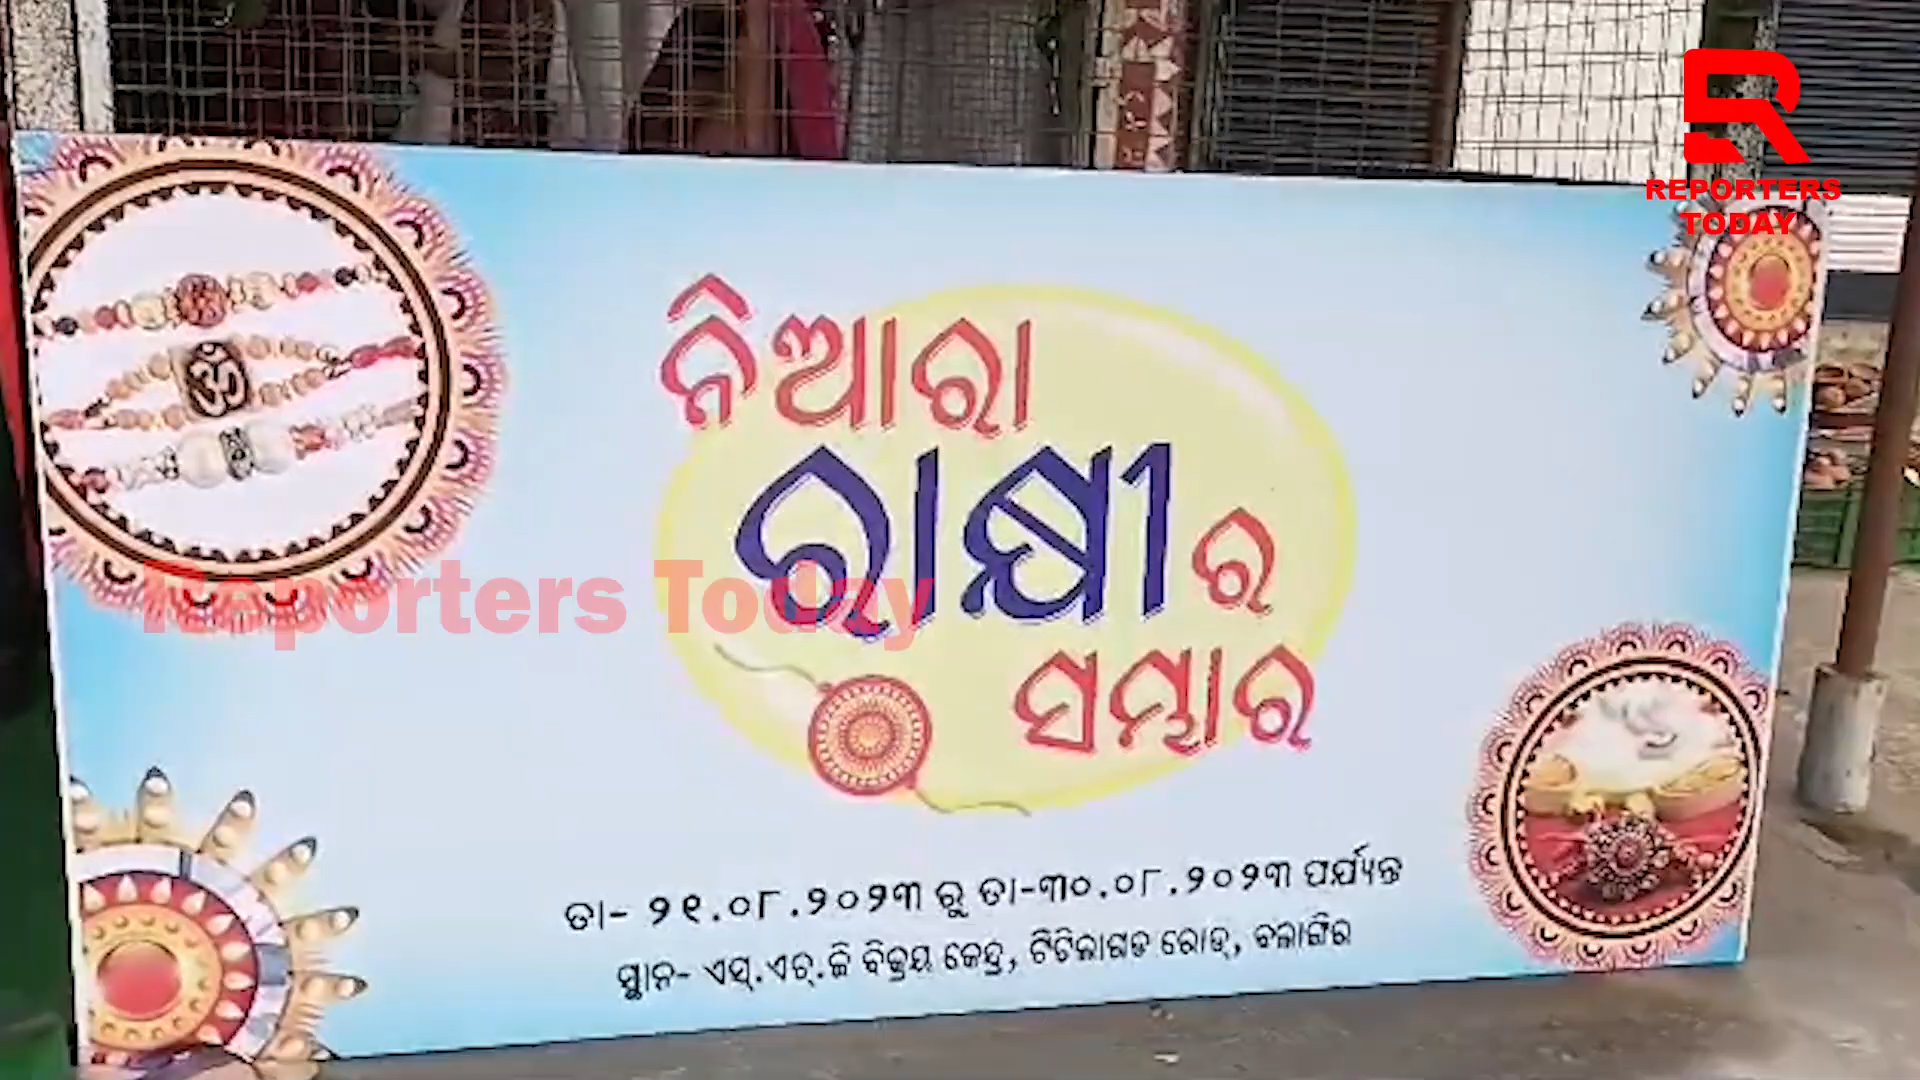 REPORTERS
TODAY
ନିଆରା
ରାକ୍ଷୀର
ସମ୍ଭାର
Reporters Today
ତା- ୨୧.୦୮.୨୦୨୩ ରୁ ତା-୩୦.୦୮.୨୦୨୩ ପର୍ଯ୍ୟନ୍ତ
ସ୍ଥାନ- ଏସ୍.ଏଚ୍.ଜି ବିକ୍ରୟ କେନ୍ଦ୍ର, ଟିଟିଲାଗଡ ରୋଡ୍, ବଲାଙ୍ଗିର